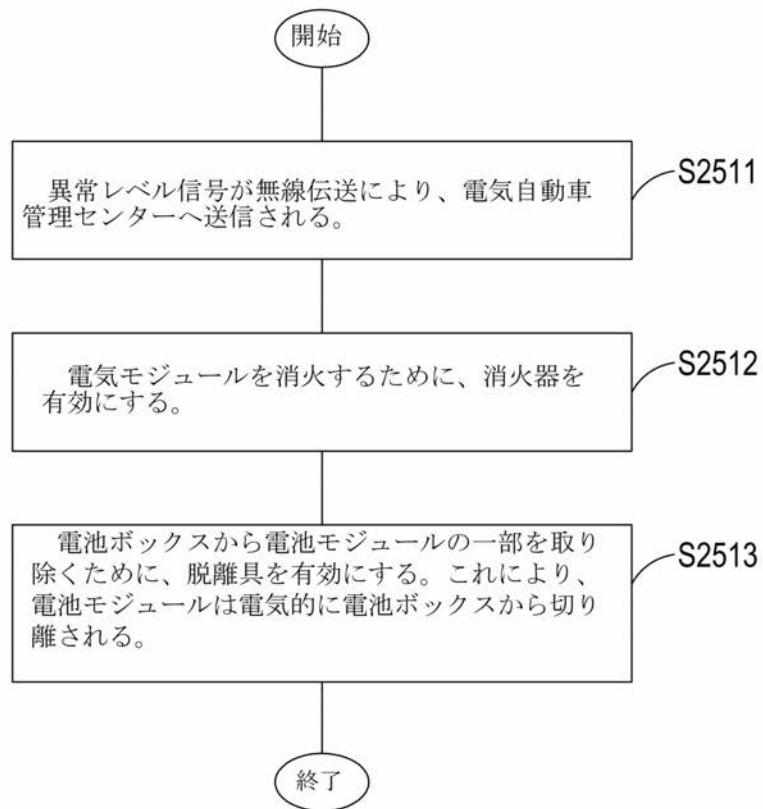 開始
異常レベル信号が無線伝送により、電気自動車
管理センターへ送信される。
S2511
電気モジュールを消火するために、消火器を
有効にする。
S2512
電池ボックスから電池モジュールの一部を取り
除くために、脱離具を有効にする。これにより、
電池モジュールは電気的に電池ボックスから切り
離される。
S2513
終了